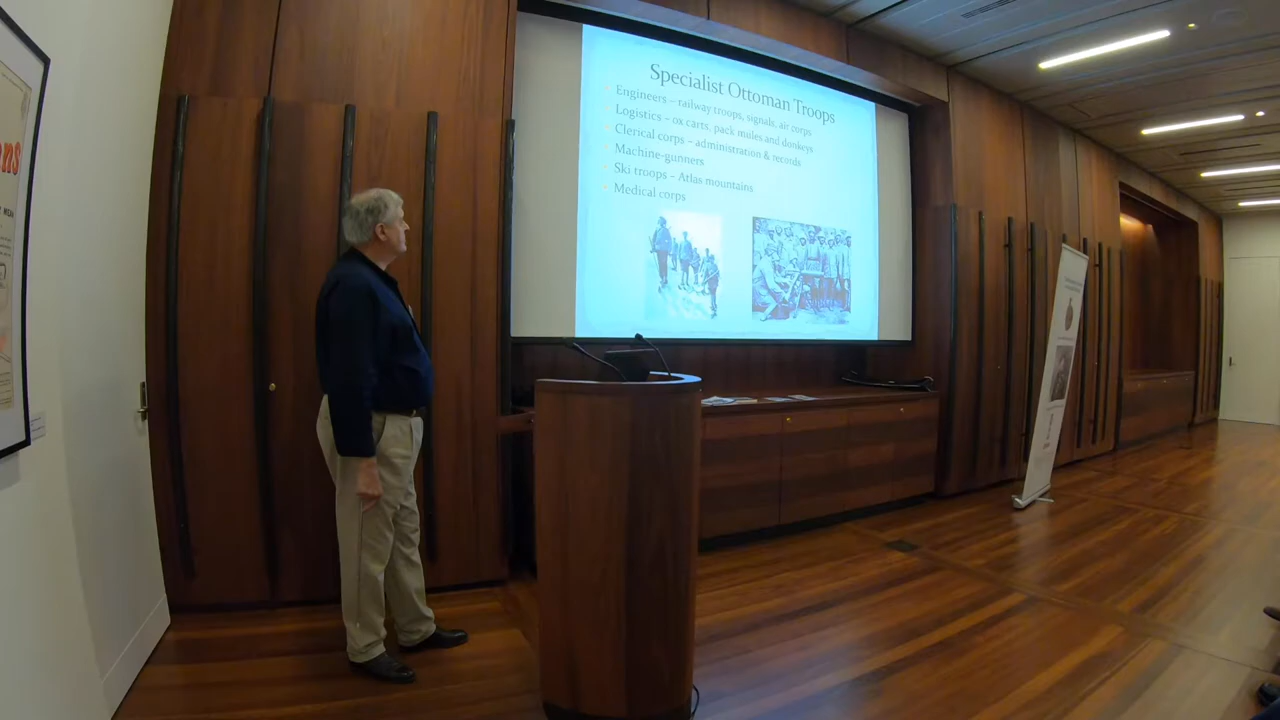 Specialist Ottoman Troops
Engineers – railway troops, signals, air corps
Logistics – ox carts, pack mules and donkeys
Clerical corps – administration & records
Machine-gunners
Ski troops – Atlas mountains
Medical corps